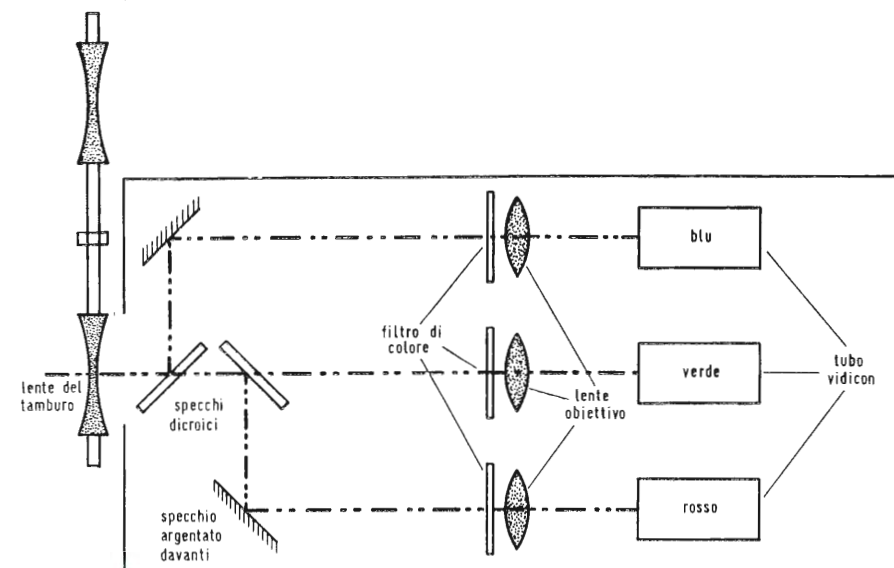 blu
filtro di
colore
verde
tubo
vidicon
lente del
tamburo
specchi
dicroici
lente
obiettivo
specchio
argentato
davanti
rosso